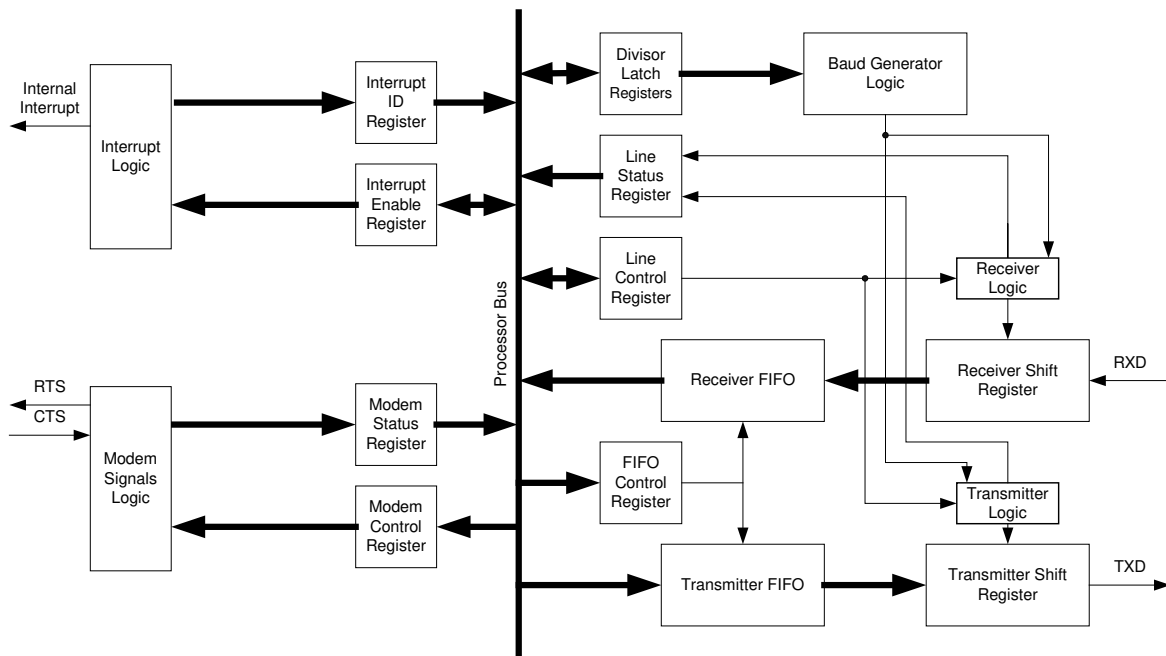 Internal
Interrupt
Interrupt
Logic
Interrupt
ID
Register
Interrupt
Enable
Register
RTS
CTS
Modem
Signals
Logic
Modem
Status
Register
Modem
Control
Register
Processor Bus
Divisor
Latch
Registers
Baud Generator
Logic
Line
Status
Register
Line
Control
Register
Receiver
Logic
Receiver FIFO
Receiver Shift
Register
RXD
FIFO
Control
Register
Transmitter
Logic
Transmitter FIFO
Transmitter Shift
Register
TXD